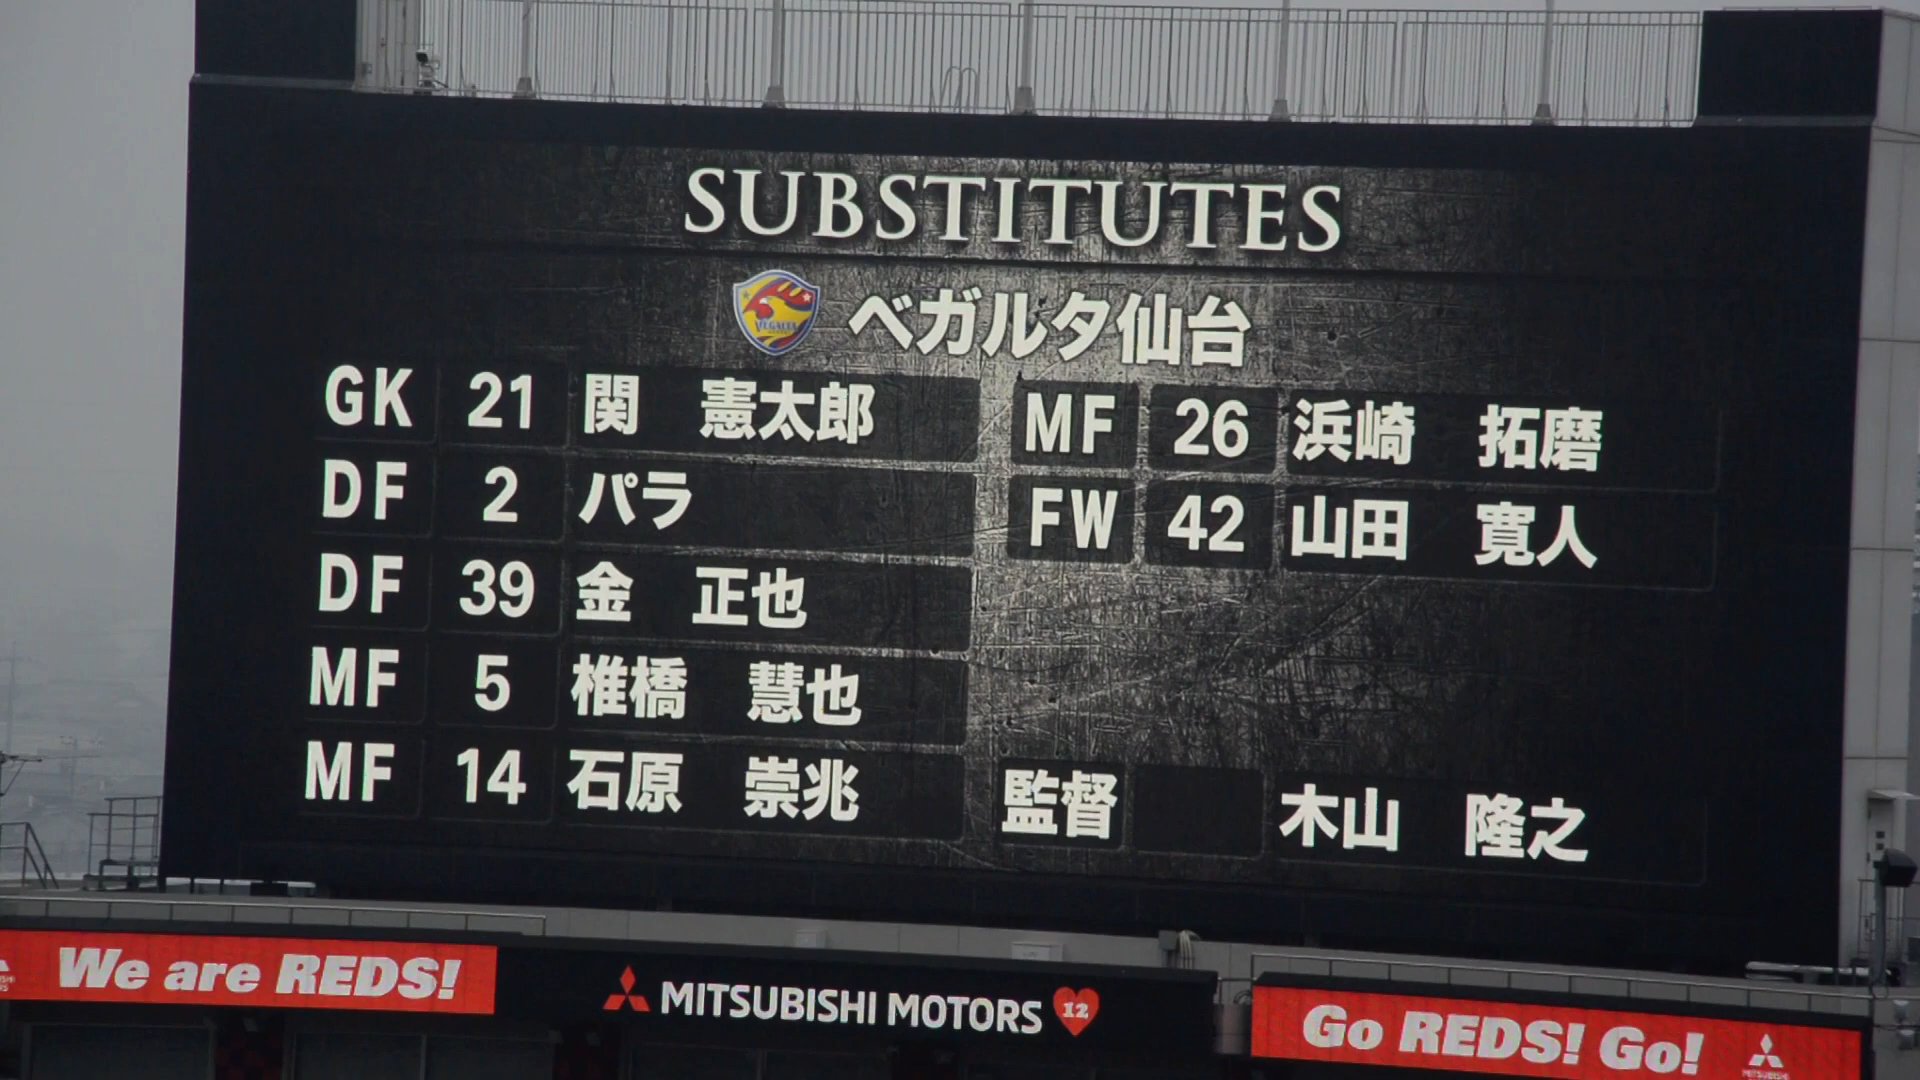 SUBSTITUTES
VEGALTA
ベガルタ仙台
GK 21 関 憲太郎
DF 2 パラ
DF 39 金 正也
MF 5 椎橋 慧也
MF 14 石原 崇兆
MF 26 浜崎 拓磨
FW 42 山田 寛人
監督 木山 隆之
We are REDS!
MITSUBISHI MOTORS 12
Go REDS! Go!
MITSUBISHI